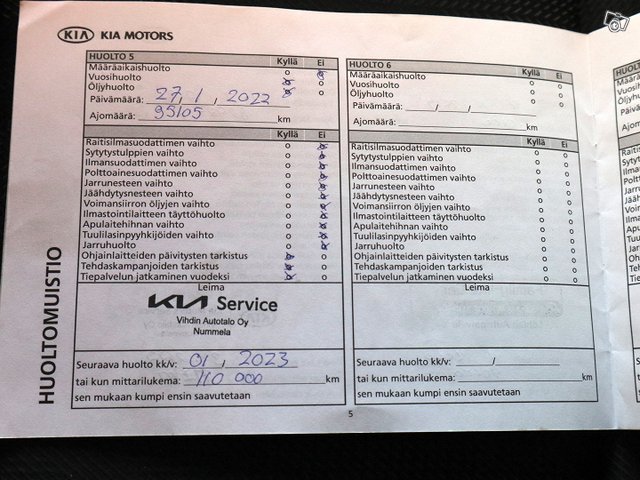 KIA KIA MOTORS
HUOLTO 5 Kyllä Ei
Määräaikaishuolto
Vuosihuolto
Öljyhuolto
Päivämäärä: 27, 1, 2022
Ajomäärä: 95105 km
Kyllä Ei
Raitisilmasuodattimen vaihto
Sytytystulppien vaihto
Ilmansuodattimen vaihto
Polttoainesuodattimen vaihto
Jarrunesteen vaihto
Jäähdytysnesteen vaihto
Voimansiirron öljyjen vaihto
Ilmastointilaitteen täyttöhuolto
Apulaitehihnan vaihto
Tuulilasinpyyhkijöiden vaihto
Jarruhuolto
Ohjainlaitteiden päivitysten tarkistus
Tehdaskampanjoiden tarkistus
Tiepalvelun jatkaminen vuodeksi
Leima
KIA Service
Vihdin Autotalo Oy
Nummela
Seuraava huolto kk/v: 01, 2023
tai kun mittarilukema: 110 000 km
sen mukaan kumpi ensin saavutetaan
HUOLTOMUISTIO
HUOLTO 6 Kyllä Ei
Määräaikaishuolto
Vuosihuolto
Öljyhuolto
Päivämäärä: / /
Ajomäärä: km
Kyllä Ei
Raitisilmasuodattimen vaihto
Sytytystulppien vaihto
Ilmansuodattimen vaihto
Polttoainesuodattimen vaihto
Jarrunesteen vaihto
Jäähdytysnesteen vaihto
Voimansiirron öljyjen vaihto
Ilmastointilaitteen täyttöhuolto
Apulaitehihnan vaihto
Tuulilasinpyyhkijöiden vaihto
Jarruhuolto
Ohjainlaitteiden päivitysten tarkistus
Tehdaskampanjoiden tarkistus
Tiepalvelun jatkaminen vuodeksi
Leima
Seuraava huolto kk/v: /
tai kun mittarilukema: km
sen mukaan kumpi ensin saavutetaan
5